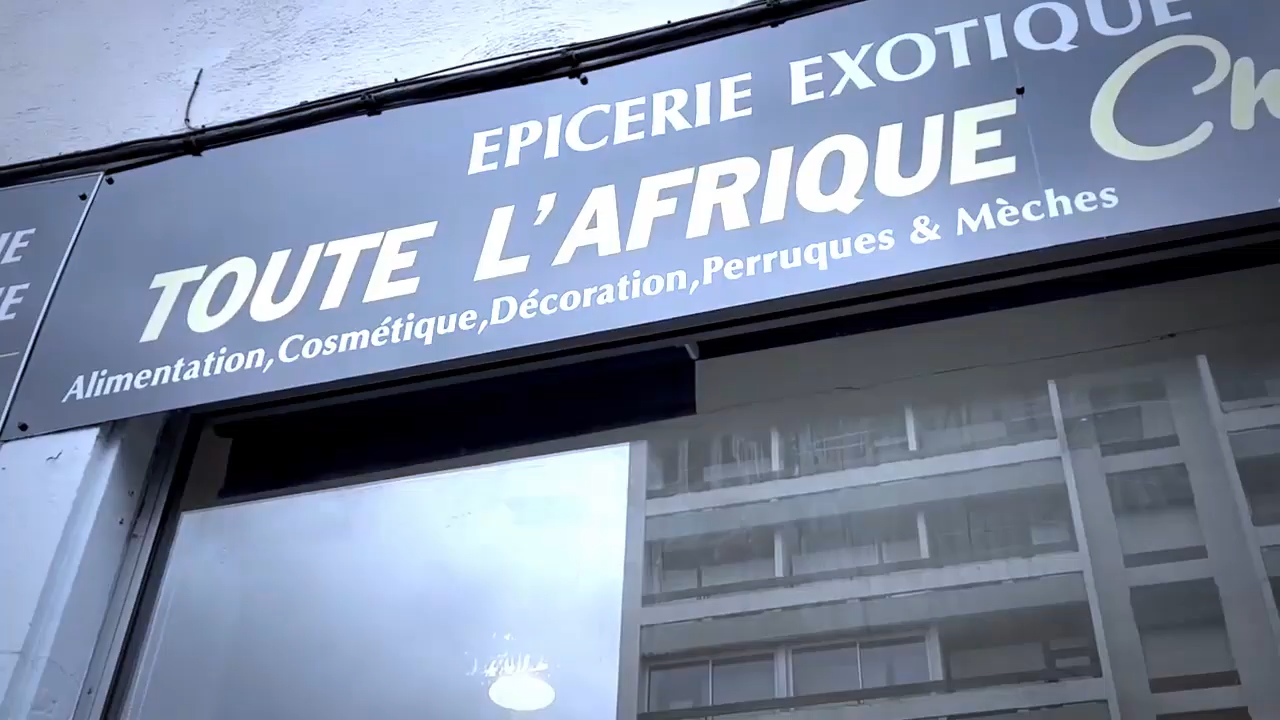 EPICERIE EXOTIQUE
TOUTE L'AFRIQUE
Alimentation,Cosmétique,Décoration,Perruques & Mèches